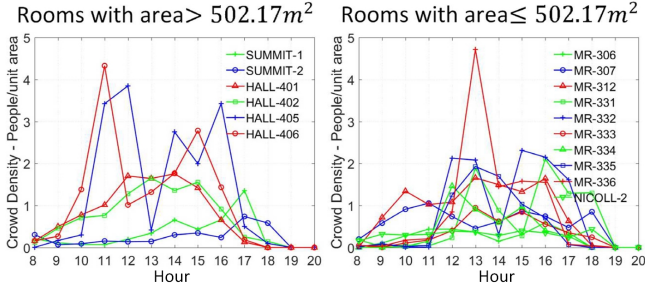 Rooms with area> 502.17m²
Rooms with area≤ 502.17m²
Crowd Density - People/unit area
5
4
3
2
1
0
8 9 10 11 12 13 14 15 16 17 18 19 20
Hour
SUMMIT-1
SUMMIT-2
HALL-401
HALL-402
HALL-405
HALL-406
Crowd Density - People/unit area
5
4
3
2
1
0
8 9 10 11 12 13 14 15 16 17 18 19 20
Hour
MR-306
MR-307
MR-312
MR-331
MR-332
MR-333
MR-334
MR-335
MR-336
NICOLL-2